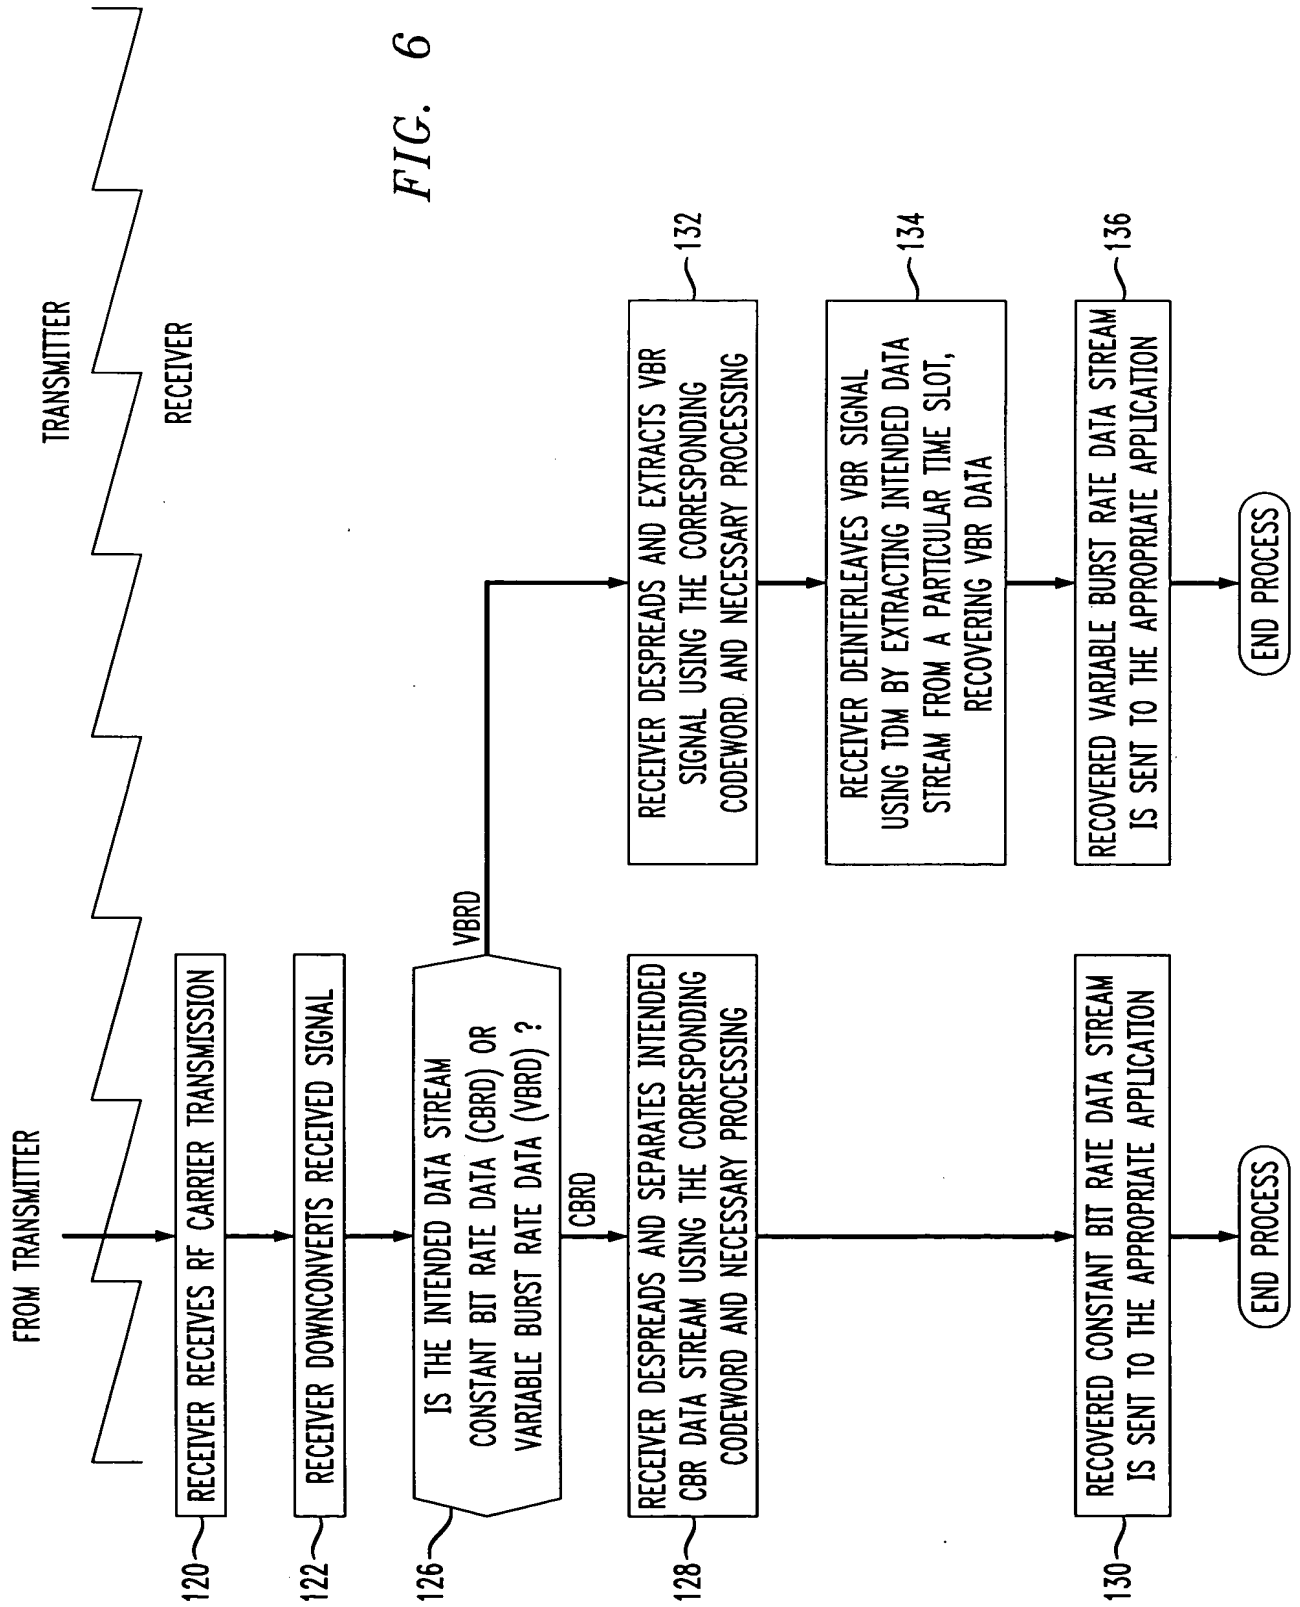 FROM TRANSMITTER
TRANSMITTER
RECEIVER
120
RECEIVER RECEIVES RF CARRIER TRANSMISSION
122
RECEIVER DOWNCONVERTS RECEIVED SIGNAL
126
IS THE INTENDED DATA STREAM
CONSTANT BIT RATE DATA (CBRD) OR
VARIABLE BURST RATE DATA (VBRD) ?
VBRD
CBRD
128
RECEIVER DESPREADS AND SEPARATES INTENDED
CBR DATA STREAM USING THE CORRESPONDING
CODEWORD AND NECESSARY PROCESSING
130
RECOVERED CONSTANT BIT RATE DATA STREAM
IS SENT TO THE APPROPRIATE APPLICATION
END PROCESS
RECEIVER DESPREADS AND EXTRACTS VBR
SIGNAL USING THE CORRESPONDING
CODEWORD AND NECESSARY PROCESSING
132
RECEIVER DEINTERLEAVES VBR SIGNAL
USING TDM BY EXTRACTING INTENDED DATA
STREAM FROM A PARTICULAR TIME SLOT,
RECOVERING VBR DATA
134
RECOVERED VARIABLE BURST RATE DATA STREAM
IS SENT TO THE APPROPRIATE APPLICATION
136
END PROCESS
FIG. 6